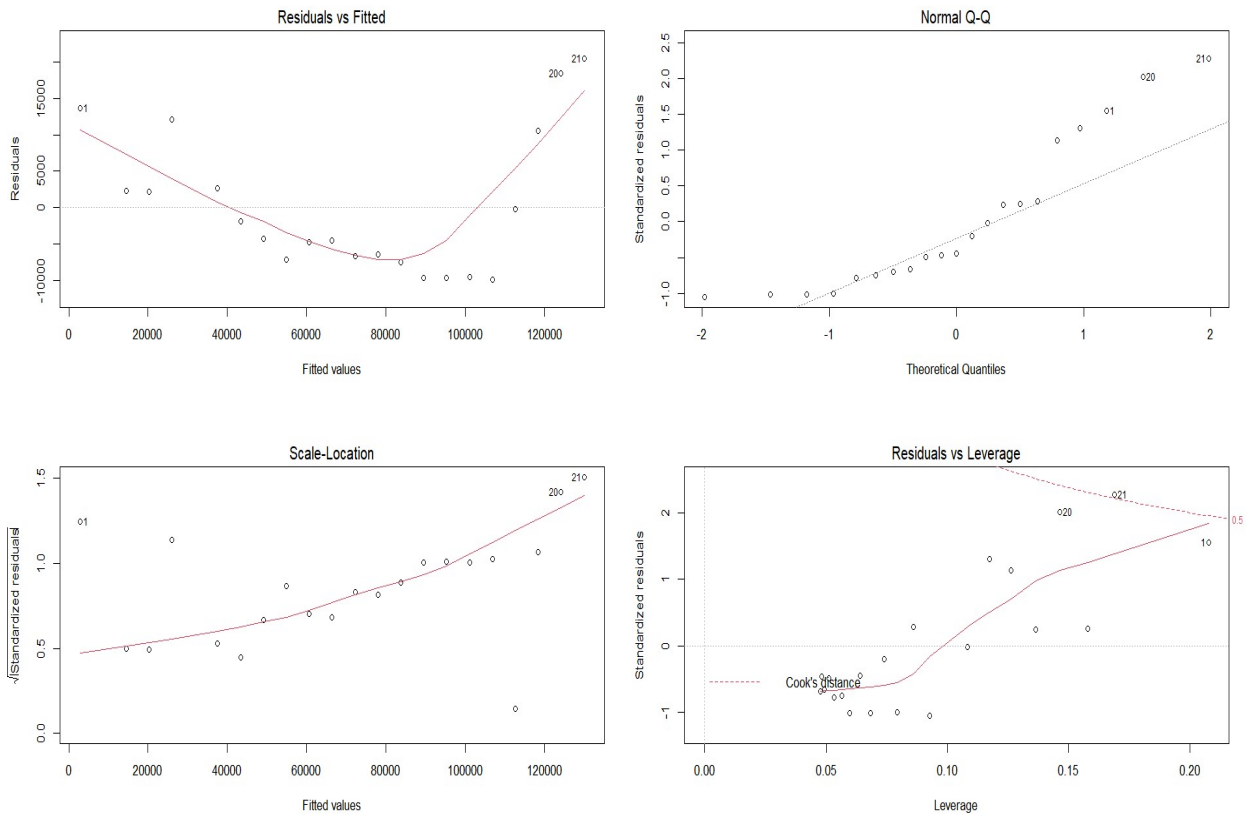 Residuals vs Fitted
Residuals
15000
5000
0
-10000
1
20
21
0 20000 40000 60000 80000 100000 120000
Fitted values
Normal Q-Q
Standardized residuals
2.5
2.0
1.5
1.0
0.5
0.0
-1.0
21
20
1
-2 -1 0 1 2
Theoretical Quantiles
Scale-Location
√|Standardized residuals|
1.5
1.0
0.5
0.0
1
20
21
0 20000 40000 60000 80000 100000 120000
Fitted values
Residuals vs Leverage
Standardized residuals
2
1
0
-1
21
20
1
0.5
Cook's distance
0.00 0.05 0.10 0.15 0.20
Leverage